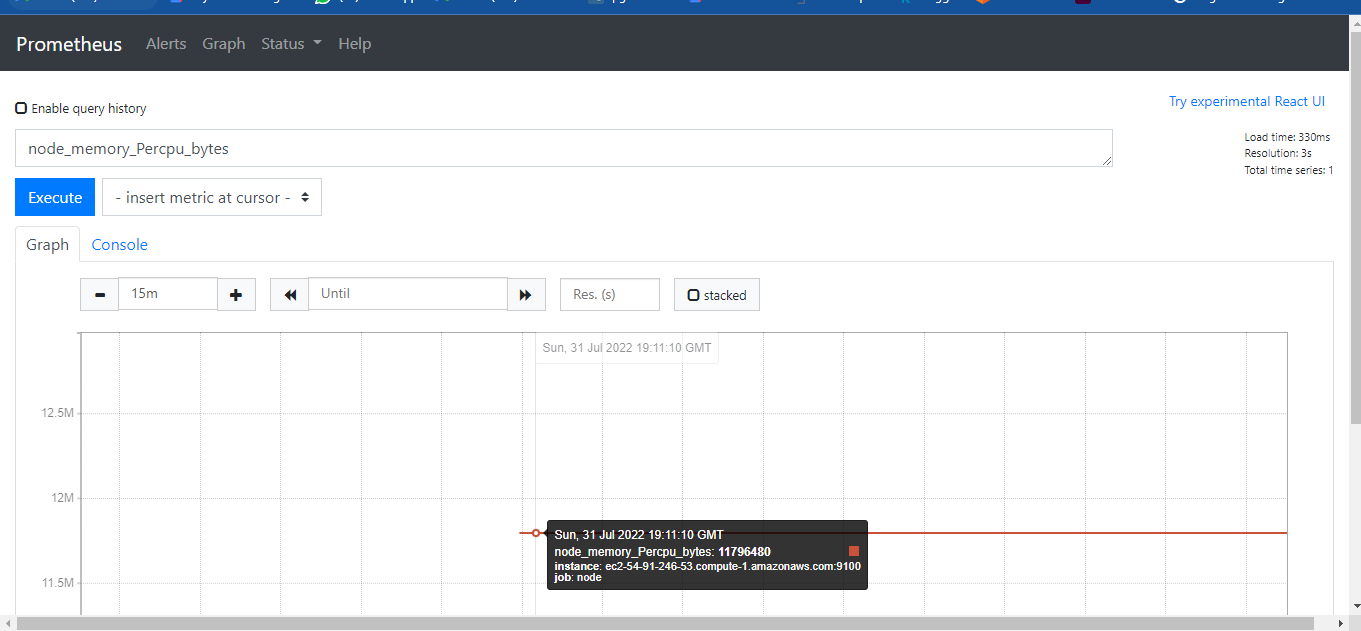 Prometheus Alerts Graph Status Help
Enable query history
Try experimental React UI
node_memory_Percpu_bytes
Load time: 330ms
Resolution: 3s
Total time series: 1
Execute - insert metric at cursor -
Graph Console
15m Until Res. (s) stacked
Sun, 31 Jul 2022 19:11:10 GMT
12.5M
12M
Sun, 31 Jul 2022 19:11:10 GMT
node_memory_Percpu_bytes: 11796480
instance: ec2-54-91-246-53.compute-1.amazonaws.com:9100
job: node
11.5M